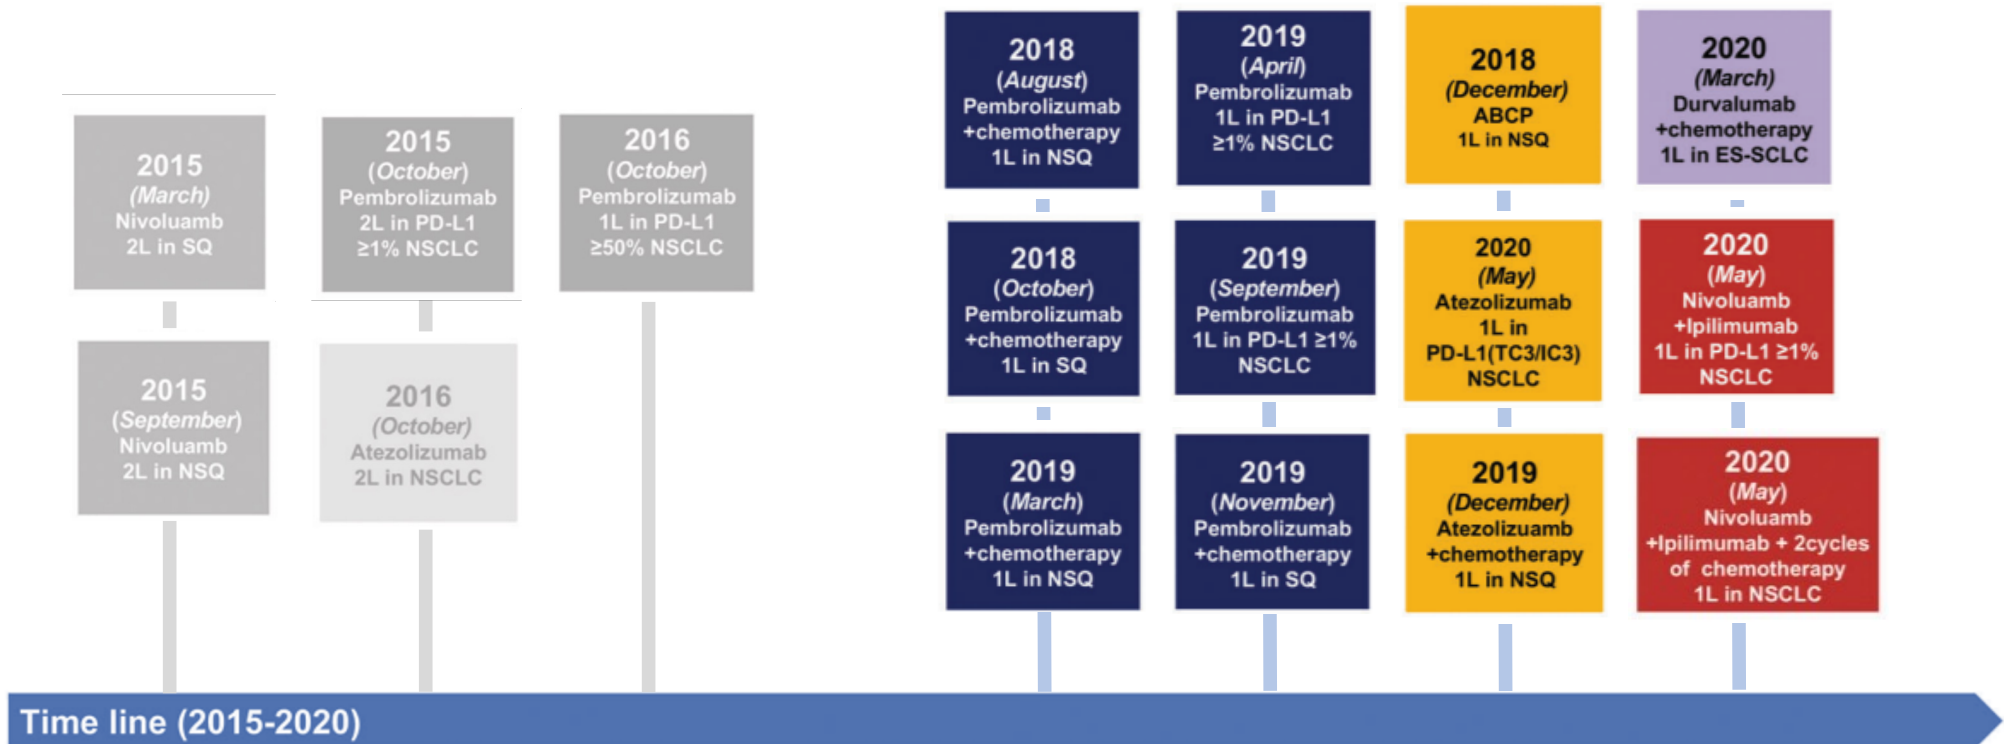 2015
(March)
Nivoluamb
2L in SQ
2015
(September)
Nivoluamb
2L in NSQ
2015
(October)
Pembrolizumab
2L in PD-L1
≥1% NSCLC
2016
(October)
Atezolizumab
2L in NSCLC
2016
(October)
Pembrolizumab
1L in PD-L1
≥50% NSCLC
2018
(August)
Pembrolizumab
+chemotherapy
1L in NSQ
2018
(October)
Pembrolizumab
+chemotherapy
1L in SQ
2019
(March)
Pembrolizumab
+chemotherapy
1L in NSQ
2019
(April)
Pembrolizumab
1L in PD-L1
≥1% NSCLC
2019
(September)
Pembrolizumab
1L in PD-L1 ≥1%
NSCLC
2019
(November)
Pembrolizumab
+chemotherapy
1L in SQ
2018
(December)
ABCP
1L in NSQ
2020
(May)
Atezolizumab
1L in
PD-L1(TC3/IC3)
NSCLC
2019
(December)
Atezolizuamb
+chemotherapy
1L in NSQ
2020
(March)
Durvalumab
+chemotherapy
1L in ES-SCLC
2020
(May)
Nivoluamb
+Ipilimumab
1L in PD-L1 ≥1%
NSCLC
2020
(May)
Nivoluamb
+Ipilimumab + 2cycles
of chemotherapy
1L in NSCLC
Time line (2015-2020)